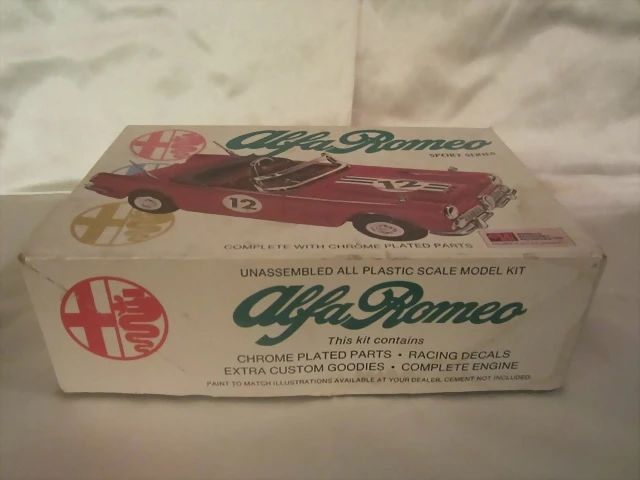 Alfa Romeo
SPORT SERIES
12
12
COMPLETE WITH CHROME PLATED PARTS
UNASSEMBLED ALL PLASTIC SCALE MODEL KIT
Alfa Romeo
This kit contains
CHROME PLATED PARTS • RACING DECALS
EXTRA CUSTOM GOODIES • COMPLETE ENGINE
PAINT TO MATCH ILLUSTRATIONS AVAILABLE AT YOUR DEALER. CEMENT NOT INCLUDED.